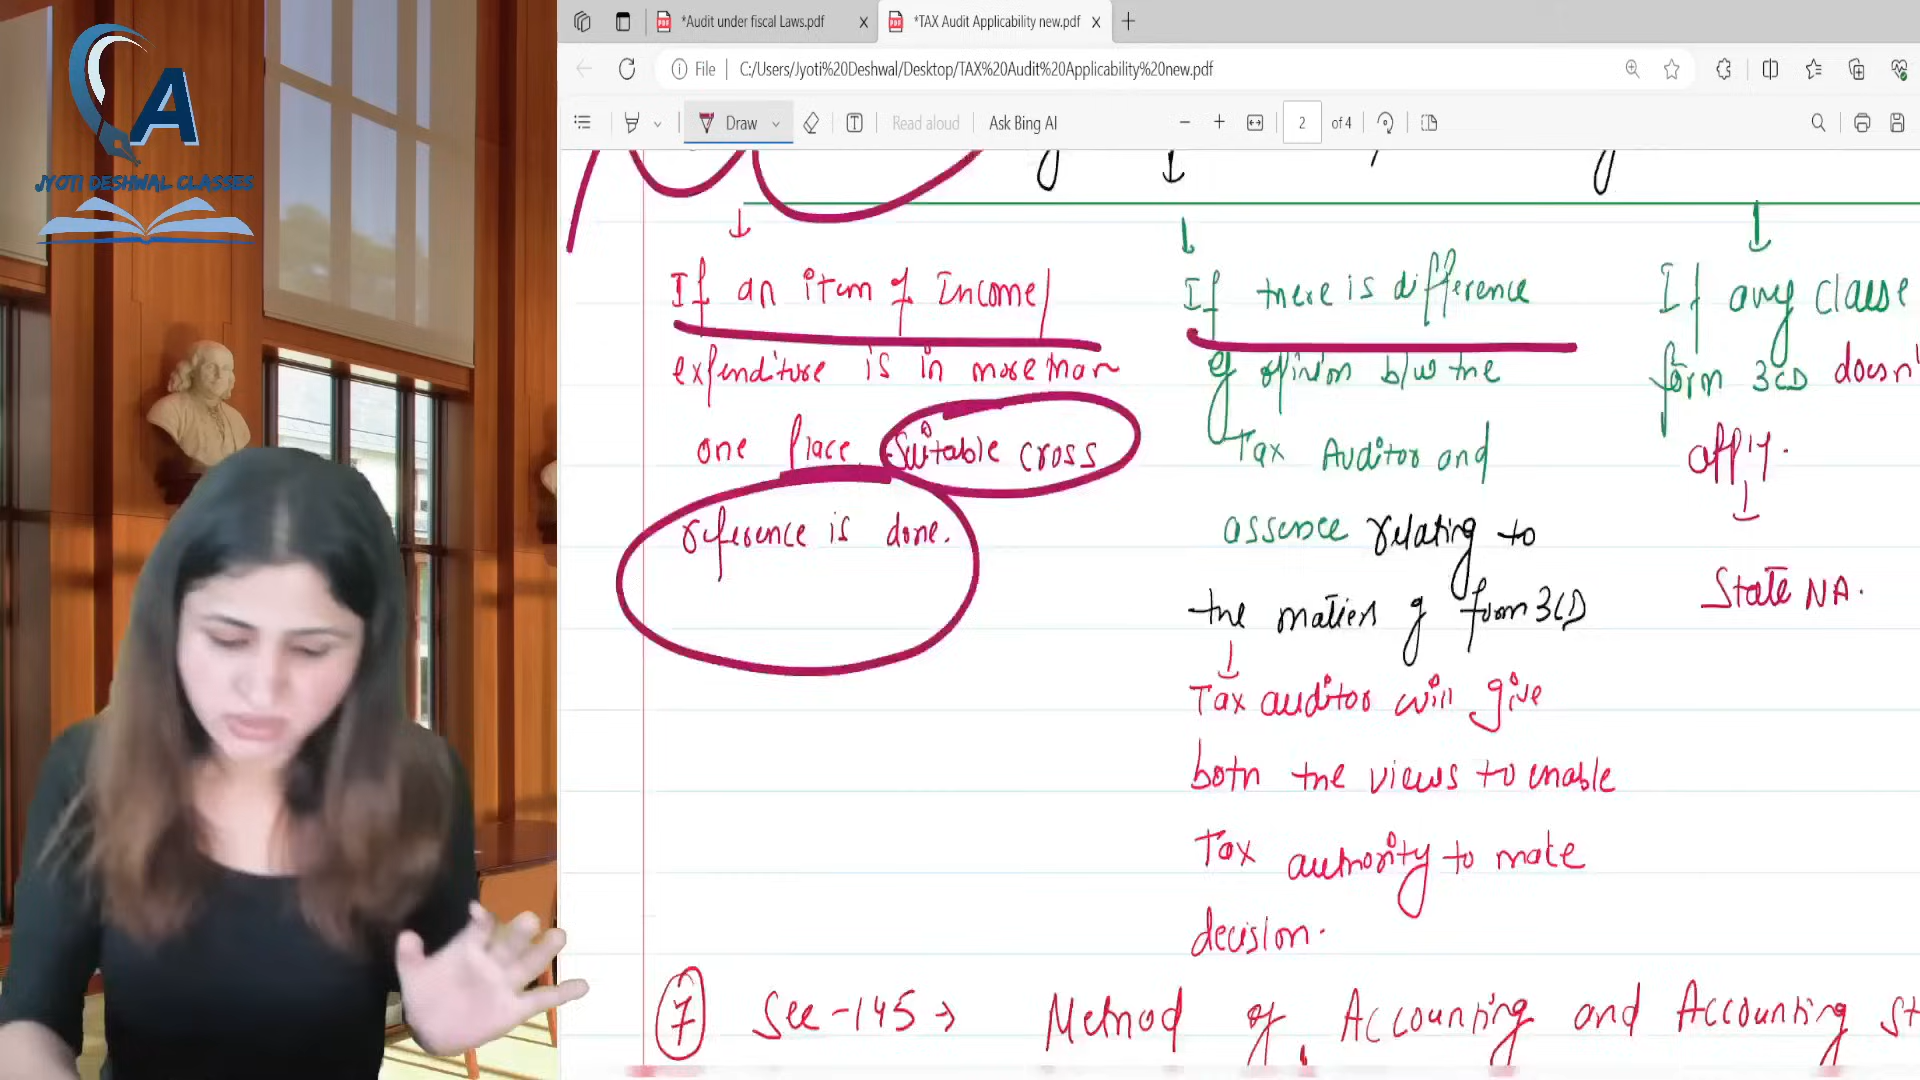 A
JYOTI DESHWAL CLASSES
*Audit under fiscal Laws.pdf
*TAX Audit Applicability new.pdf
File
C:/Users/Jyoti%20Deshwal/Desktop/TAX%20Audit%20Applicability%20new.pdf
Draw
Read aloud
Ask Bing AI
2
of 4
If an item of Income/
expenditure is in more than
one Place. Suitable cross
reference is done.
If there is difference
of opinion b/w the
Tax Auditor and
assessee relating to
the matters of form 3CD
Tax auditor will give
both the views to enable
Tax authority to make
decision.
If any clause
form 3CD doesn'
apply.
State NA.
7 Sec-145 → Method of Accounting and Accounting St